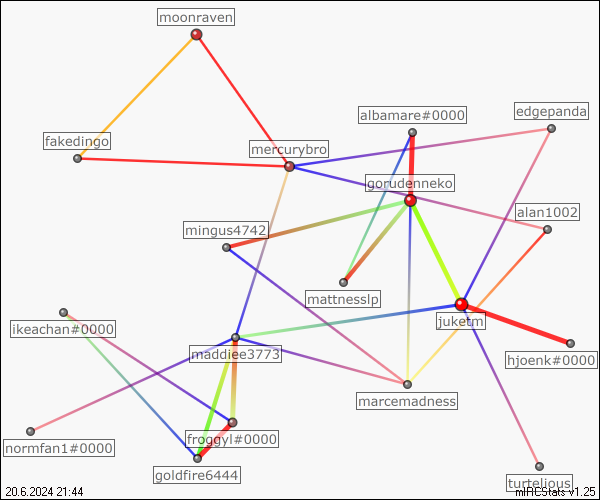 moonraven
albamare#0000
edgepanda
fakedingo
mercurybro
gorudenneko
alan1002
mingus4742
mattnesslp
juketm
ikeachan#0000
maddiee3773
hjoenk#0000
marcemadness
froggyl#0000
normfan1#0000
goldfire6444
turtelious
20.6.2024 21:44
mIRCStats v1.25